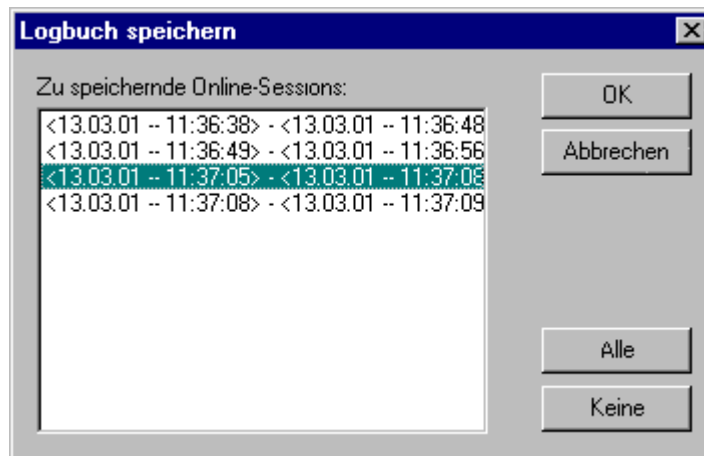 Logbuch speichern
Zu speichernde Online-Sessions:
<13.03.01 -- 11:36:38> - <13.03.01 -- 11:36:48
<13.03.01 -- 11:36:49> - <13.03.01 -- 11:36:56
<13.03.01 -- 11:37:05> - <13.03.01 -- 11:37:08
<13.03.01 -- 11:37:08> - <13.03.01 -- 11:37:09
OK
Abbrechen
Alle
Keine